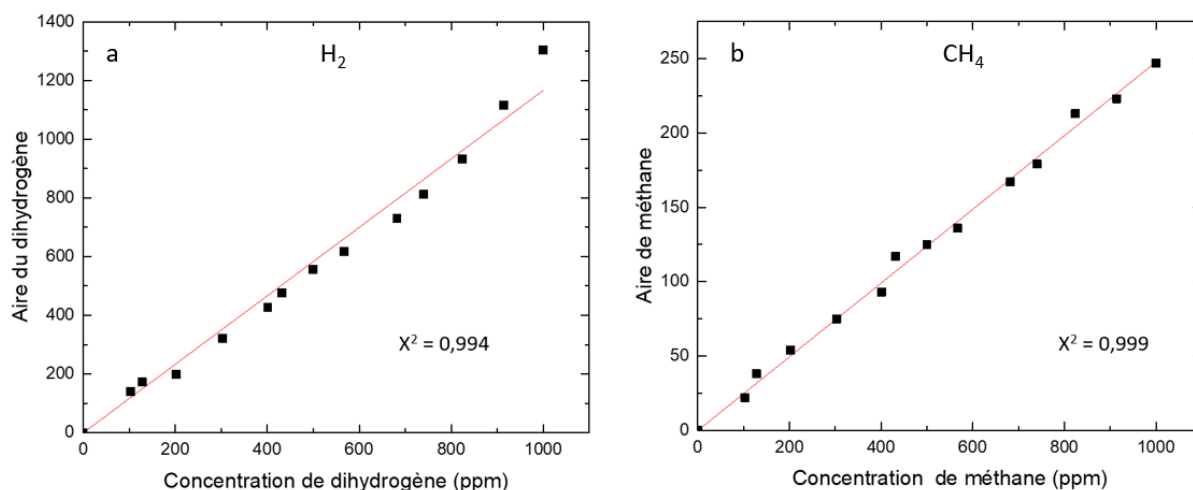 a
H2
1400
1200
1000
800
600
400
200
0
0
200
400
600
800
1000
Aire du dihydrogène
X2 = 0,994
Concentration de dihydrogène (ppm)
b
CH4
250
200
150
100
50
0
0
200
400
600
800
1000
Aire de méthane
X2 = 0,999
Concentration de méthane (ppm)